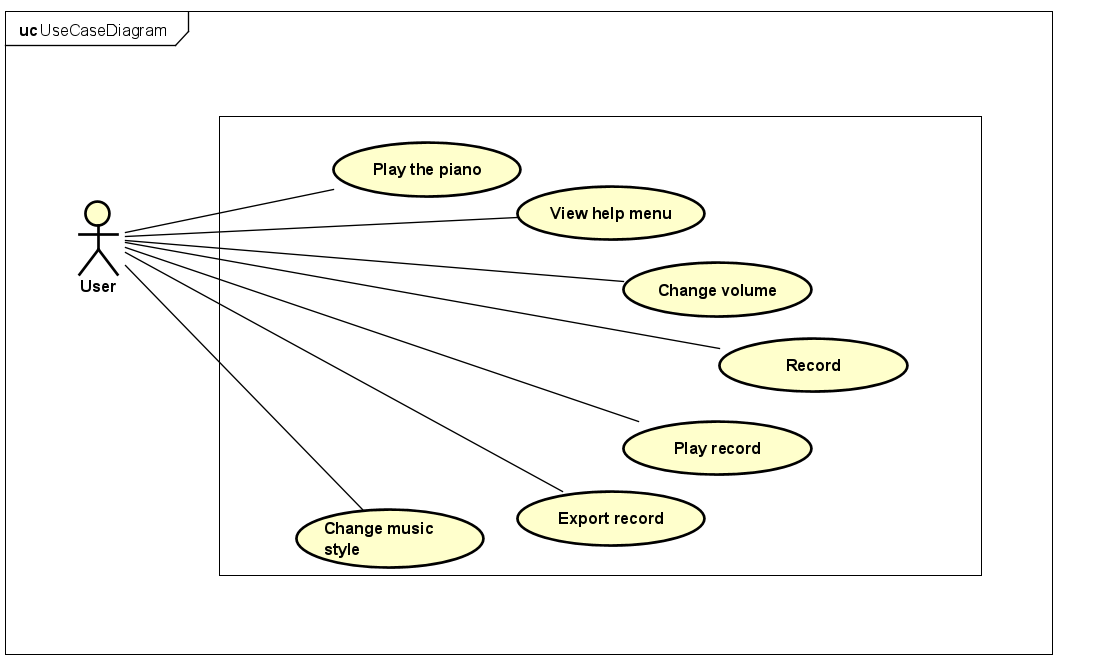 uc UseCaseDiagram
Play the piano
View help menu
User
Change volume
Record
Play record
Export record
Change music
style